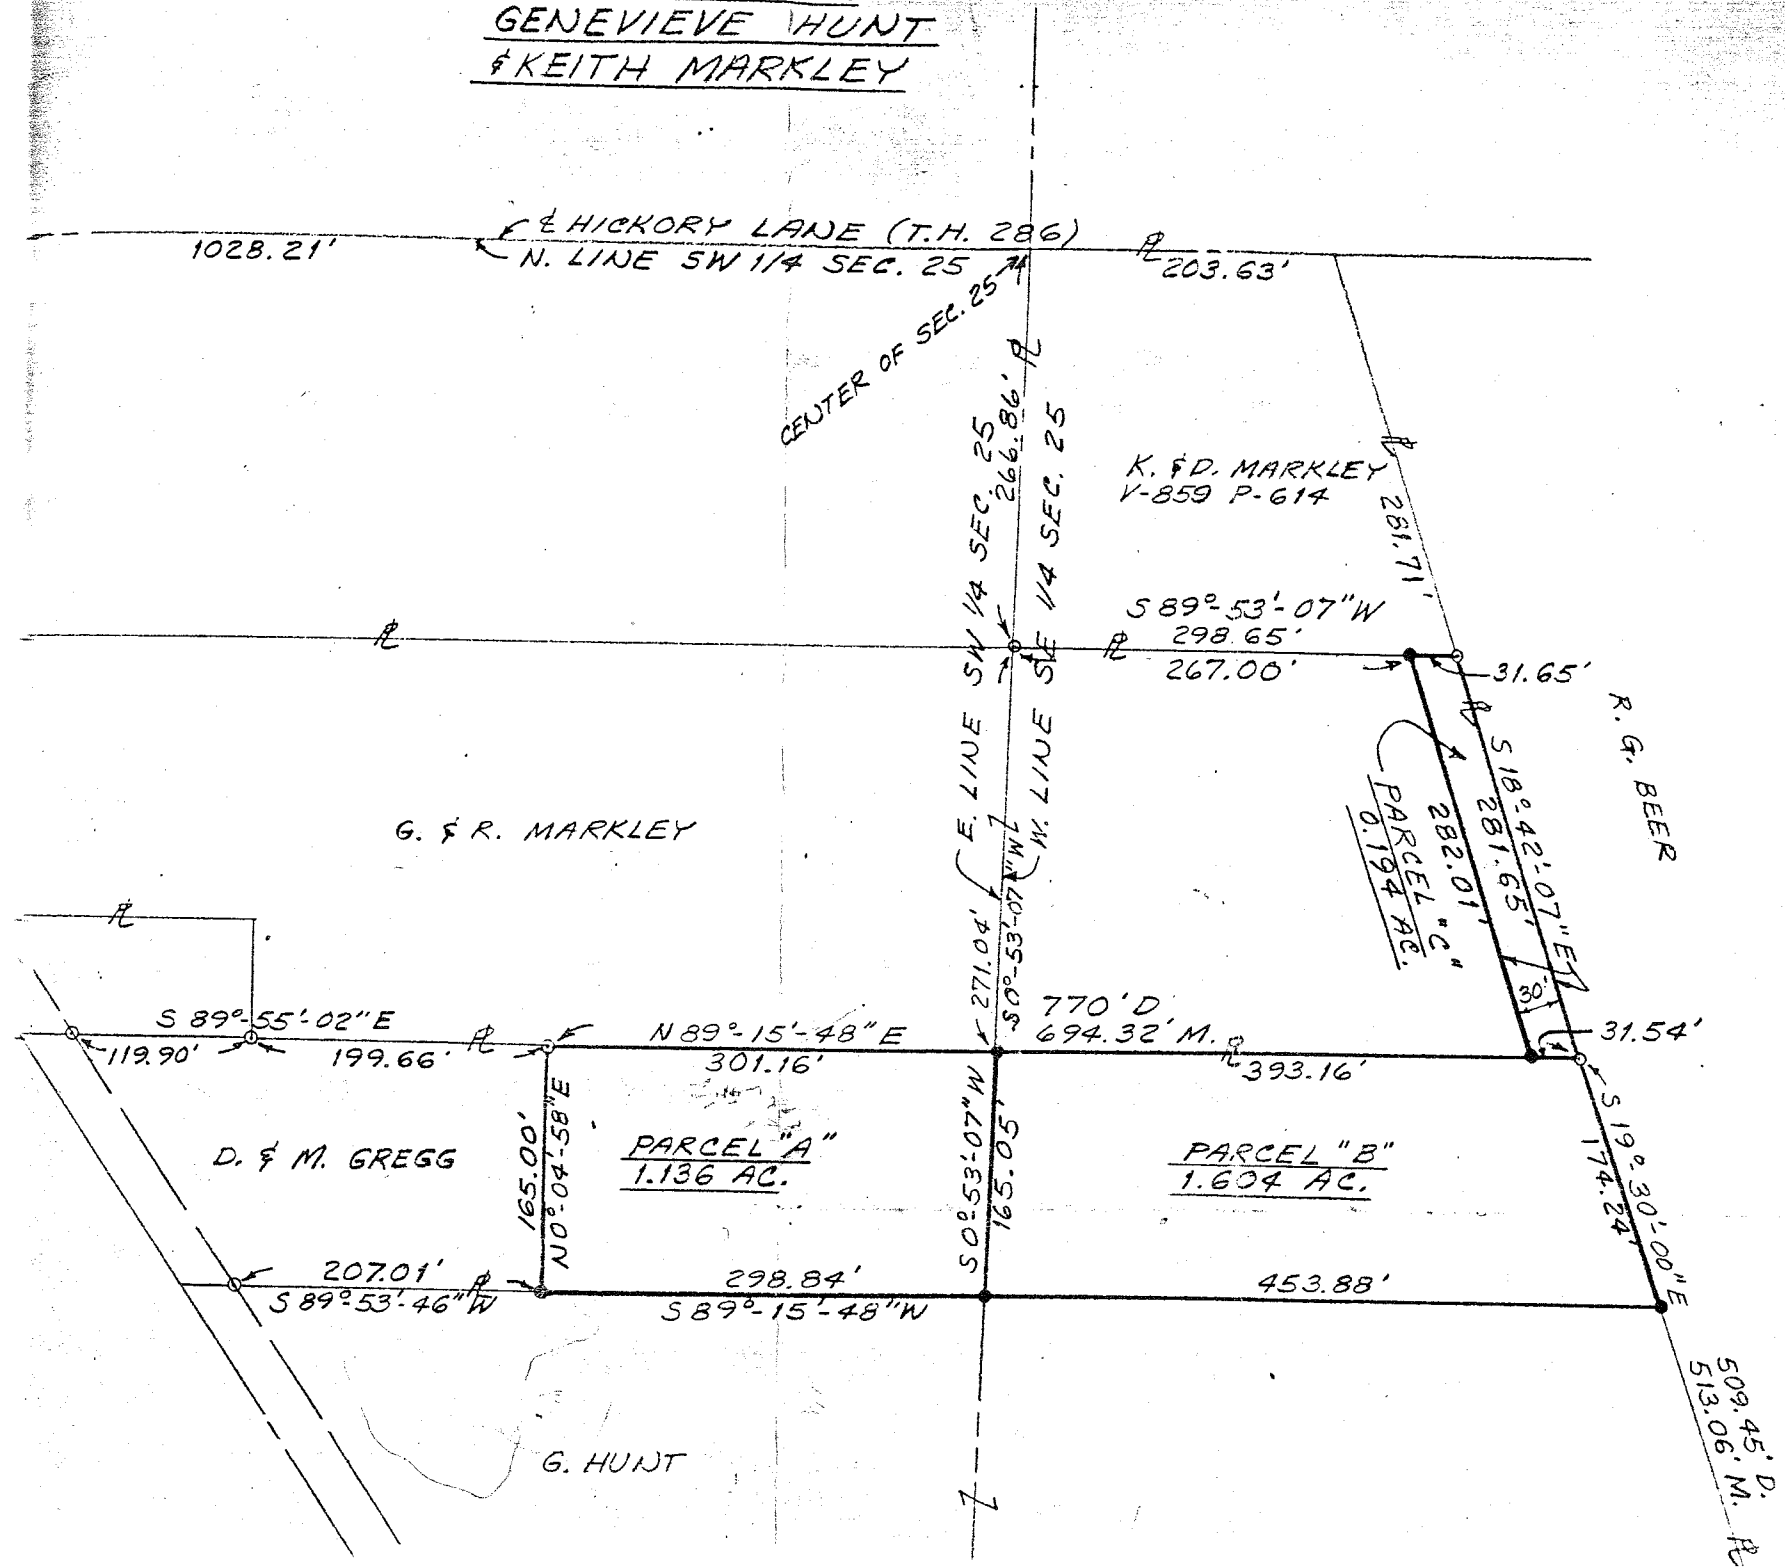 GENEVIEVE HUNT
& KEITH MARKLEY
℄ HICKORY LANE (T.H. 286)
1028.21'
N. LINE SW 1/4 SEC. 25
℄
203.63'
CENTER OF SEC. 25
266.86'
E. LINE SW 1/4 SEC. 25
W. LINE SE 1/4 SEC. 25
K. & D. MARKLEY
V-859 P-614
281.71'
S 89°-53'-07" W
298.65'
267.00'
31.65'
R. G. BEER
G. & R. MARKLEY
PARCEL "C"
0.194 AC.
282.01'
281.65'
S 18°-42'-07" E
30'
271.04'
S 0°-53'-07" W
S 89°-55'-02" E
119.90'
199.66'
N 89°-15'-48" E
301.16'
770' D.
694.32' M.
393.16'
31.54'
D. & M. GREGG
165.00'
N 0°-04'-58" E
PARCEL "A"
1.136 AC.
S 0°-53'-07" W
165.05'
PARCEL "B"
1.604 AC.
S 19°-30'-00" E
174.24'
207.01'
S 89°-53'-46" W
298.84'
S 89°-15'-48" W
453.88'
509.45' D.
513.06' M.
G. HUNT